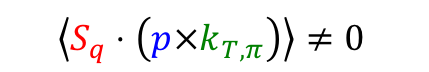 ⟨S_q · (p×k_{T,π})⟩ ≠ 0